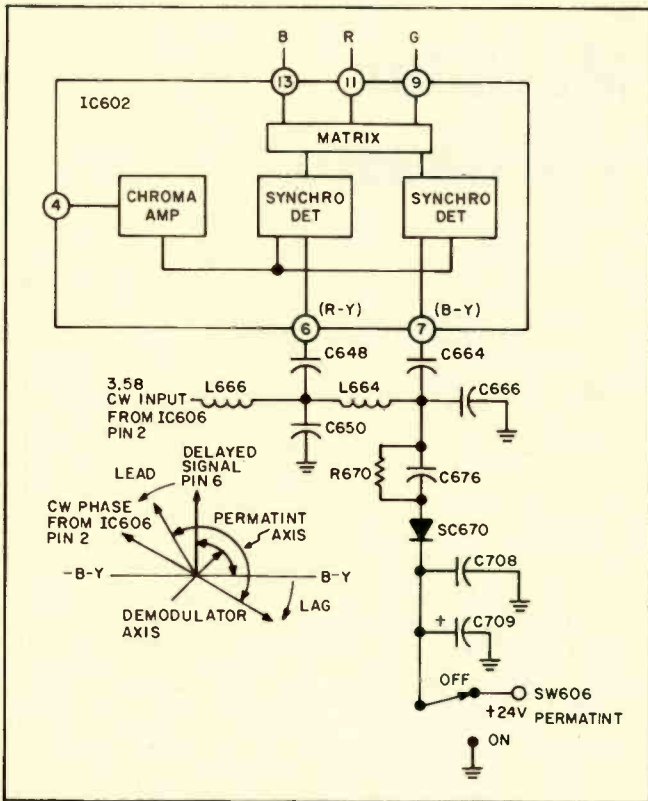 B R G
13 11 9
IC602
MATRIX
4
CHROMA AMP
SYNCHRO DET
SYNCHRO DET
(R-Y) (B-Y)
6 7
C648 C664
3.58
CW INPUT
FROM IC606
PIN 2
L666 L664 C666
C650
LEAD
DELAYED
SIGNAL
PIN 6
R670 C676
CW PHASE
FROM IC606
PIN 2
PERMATINT
AXIS
SC670
-B-Y B-Y
C708
LAG
DEMODULATOR
AXIS
+ C709
OFF SW606
+24V PERMATINT
ON